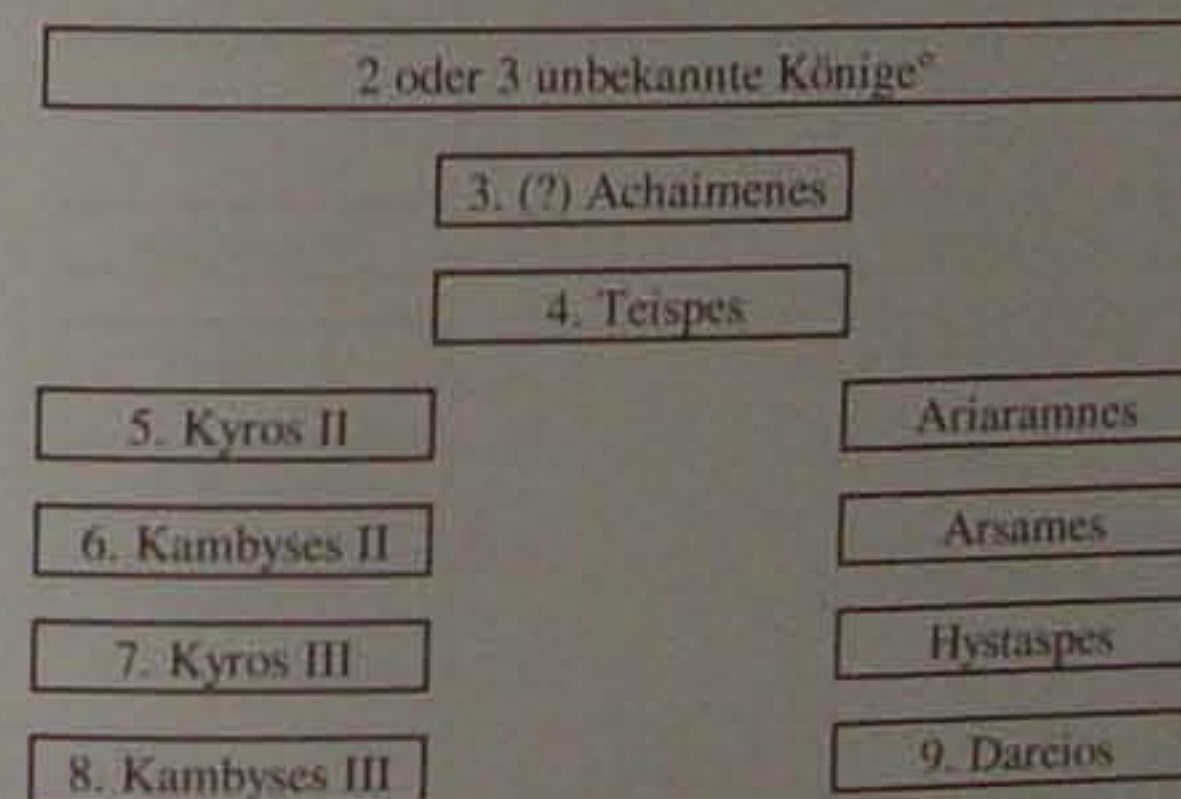 2 oder 3 unbekannte Könige°
3. (?) Achaimenes
4. Teispes
5. Kyros II
Ariaramnes
6. Kambyses II
Arsames
7. Kyros III
Hystaspes
8. Kambyses III
9. Dareios